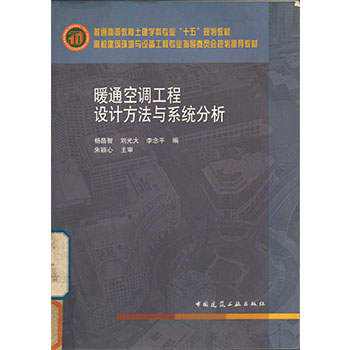 普通高等教育土建学科专业“十五”规划教材
高校建筑环境与设备工程专业指导委员会规划推荐教材
暖通空调工程
设计方法与系统分析
杨昌智 刘光大 李念平 编
朱颖心 主审
中国建筑工业出版社